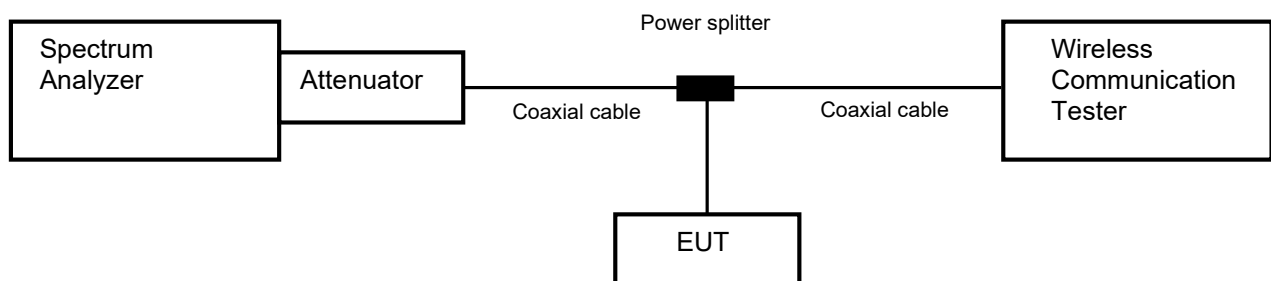 Power splitter
Spectrum
Analyzer
Attenuator
Wireless
Communication
Tester
Coaxial cable
Coaxial cable
EUT